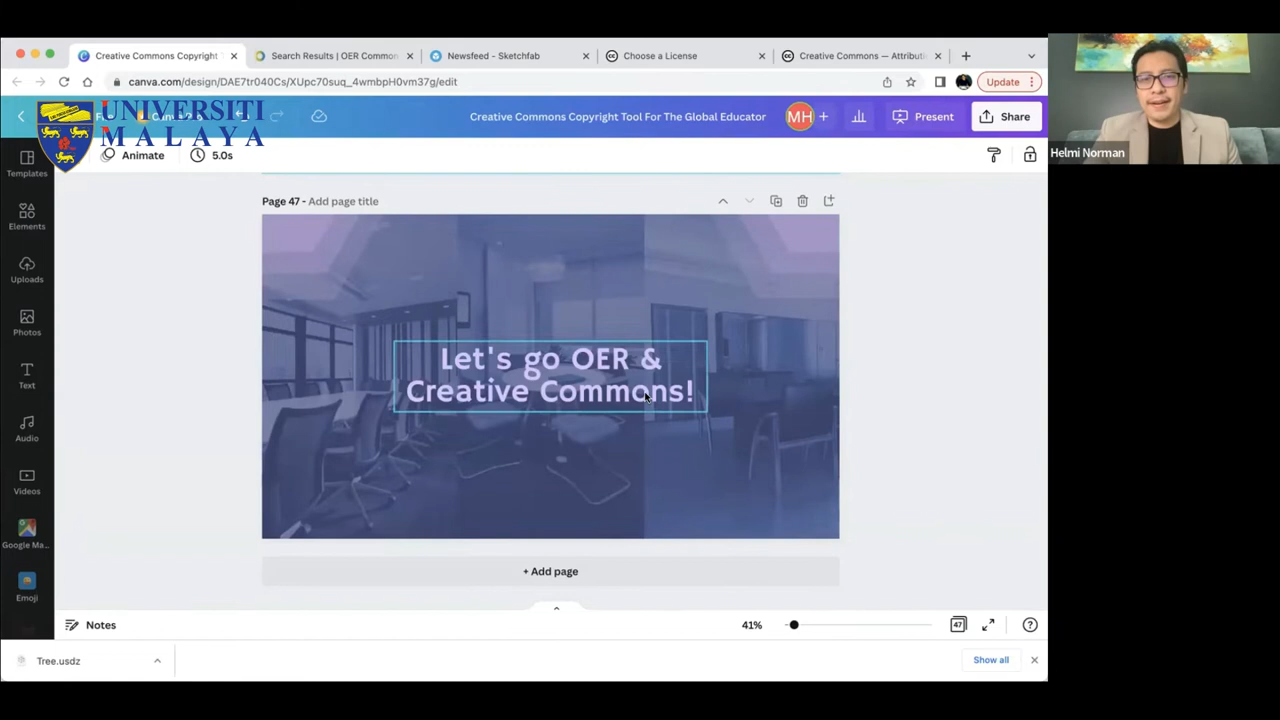 Creative Commons Copyright
Search Results | OER Common
Newsfeed - Sketchfab
Choose a License
Creative Commons — Attributi
canva.com/design/DAE7tr040Cs/XUpc70suq_4wmbpH0vm37g/edit
Update
UNIVERSITI
MALAYA
Creative Commons Copyright Tool For The Global Educator
MH
Present
Share
Helmi Norman
Animate
5.0s
Templates
Elements
Uploads
Photos
Text
Audio
Videos
Google Ma...
Emoji
Page 47 - Add page title
Let's go OER &
Creative Commons!
+ Add page
Notes
41%
47
Tree.usdz
Show all